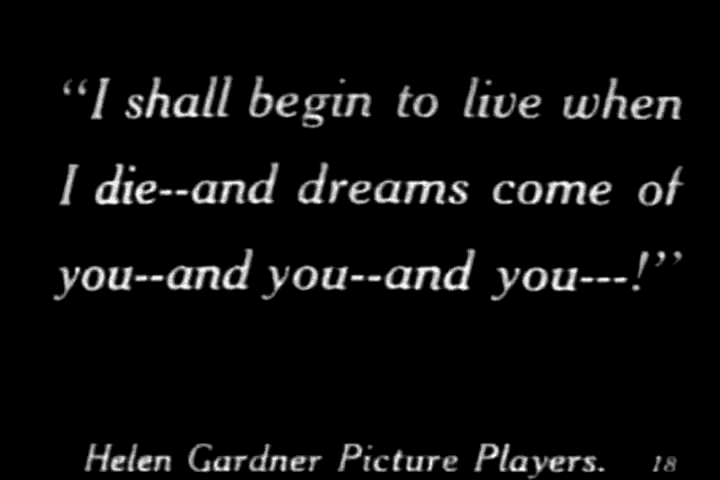 “I shall begin to live when
I die--and dreams come of
you--and you--and you---!”
Helen Gardner Picture Players. 18